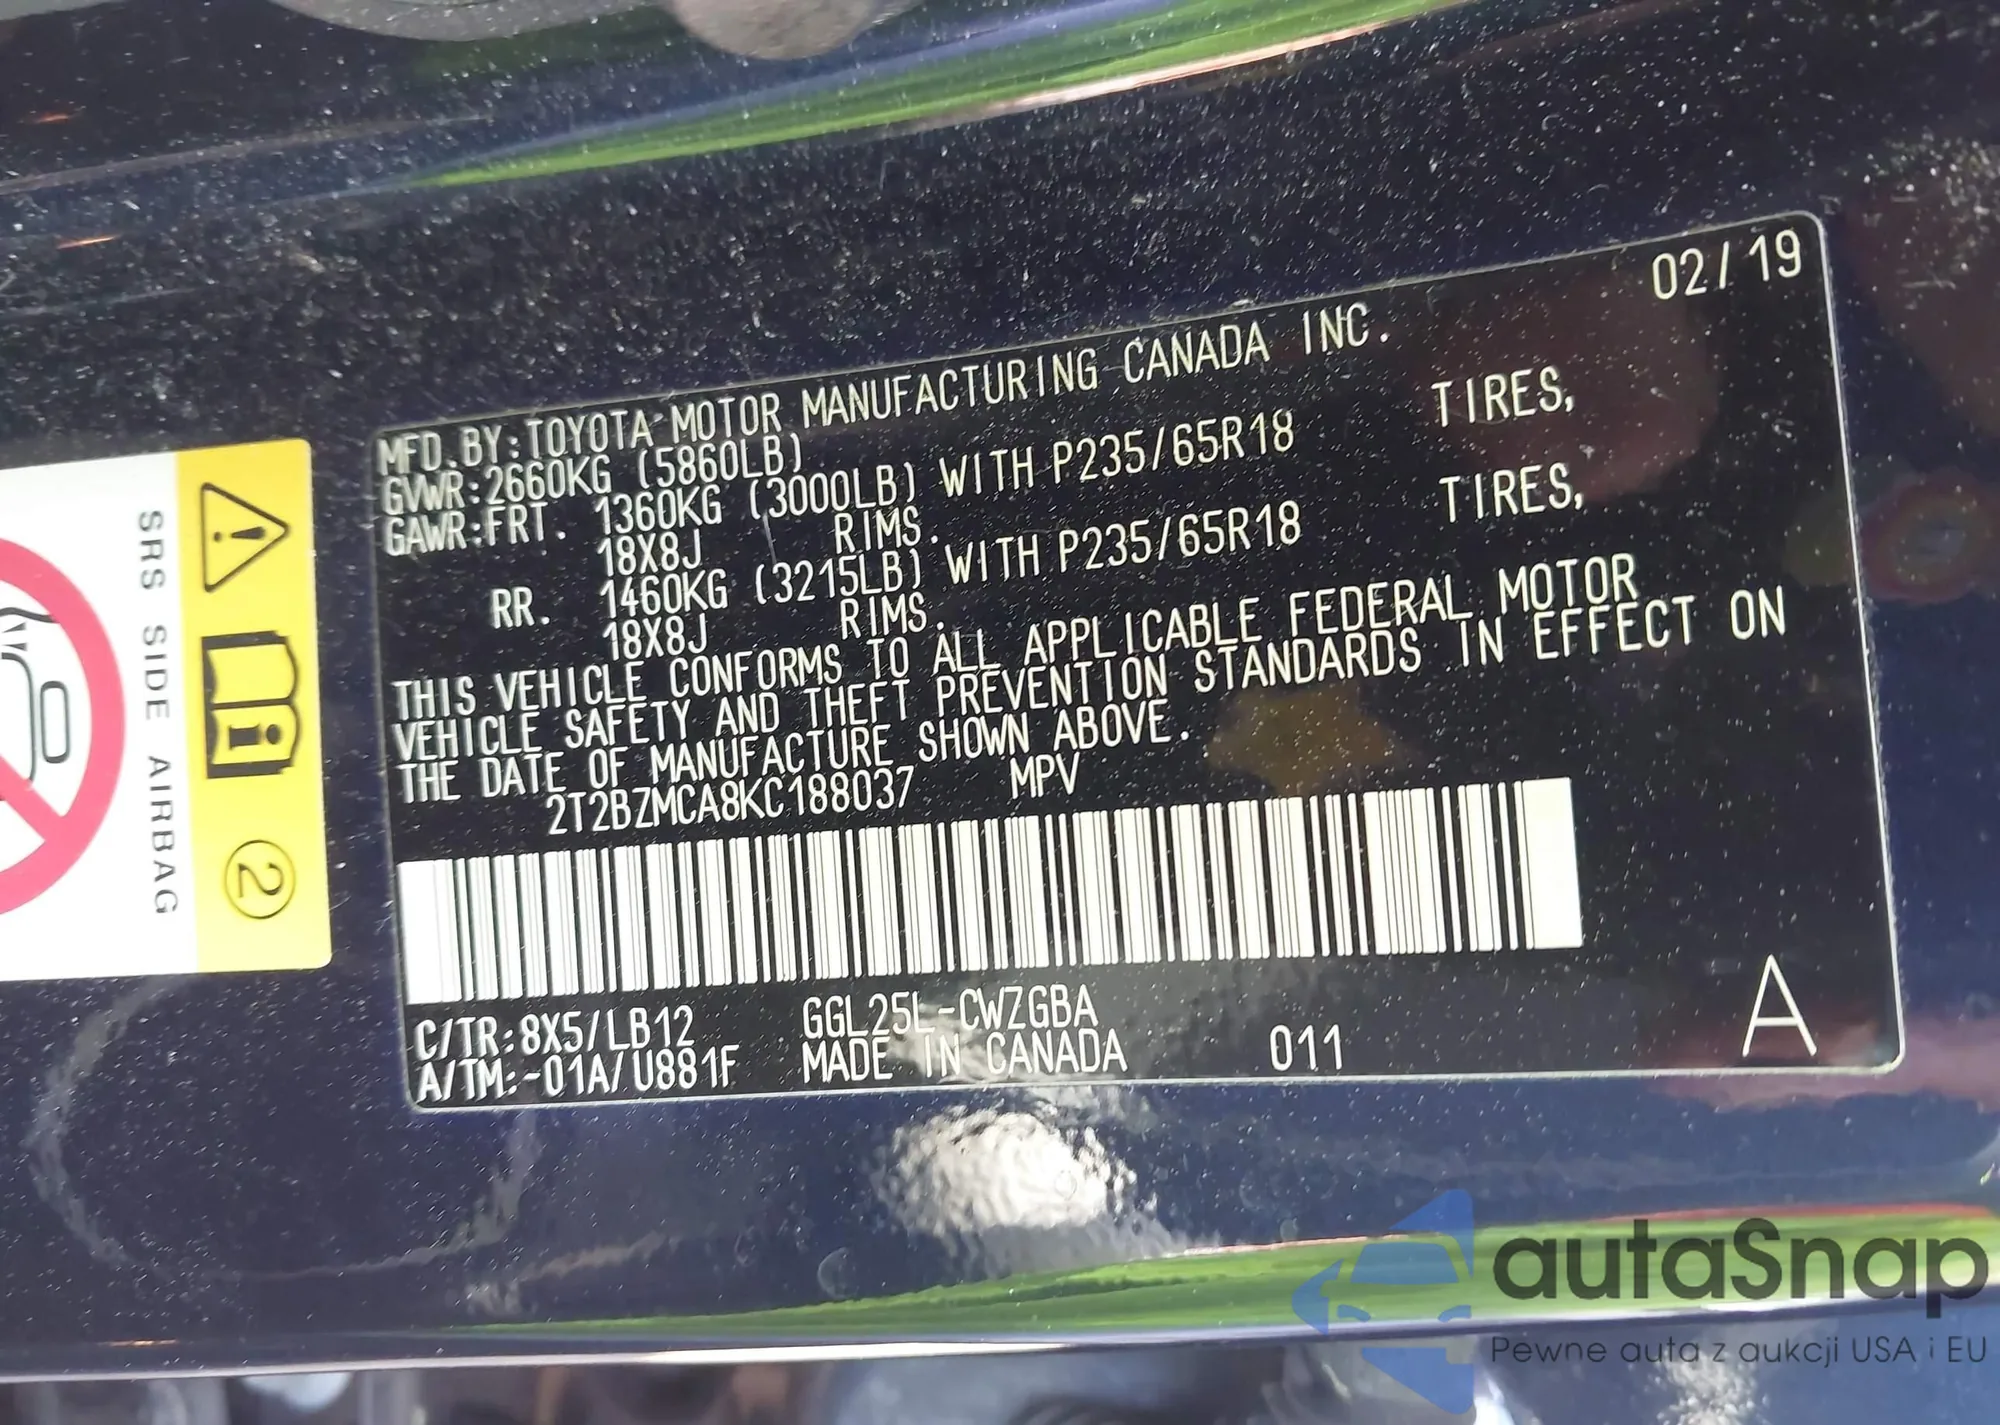 02/19
MFD.BY:TOYOTA MOTOR MANUFACTURING CANADA INC.
GVWR:2660KG (5860LB)
GAWR:FRT. 1360KG (3000LB) WITH P235/65R18 TIRES,
18X8J RIMS.
RR. 1460KG (3215LB) WITH P235/65R18 TIRES,
18X8J RIMS.
THIS VEHICLE CONFORMS TO ALL APPLICABLE FEDERAL MOTOR
VEHICLE SAFETY AND THEFT PREVENTION STANDARDS IN EFFECT ON
THE DATE OF MANUFACTURE SHOWN ABOVE.
2T2BZMCA8KC188037 MPV
C/TR:8X5/LB12 GGL25L-CWZGBA
A/TM:-01A/U881F MADE IN CANADA 011 A
SRS SIDE AIRBAG
2
autaSnap
Pewne auta z aukcji USA i EU